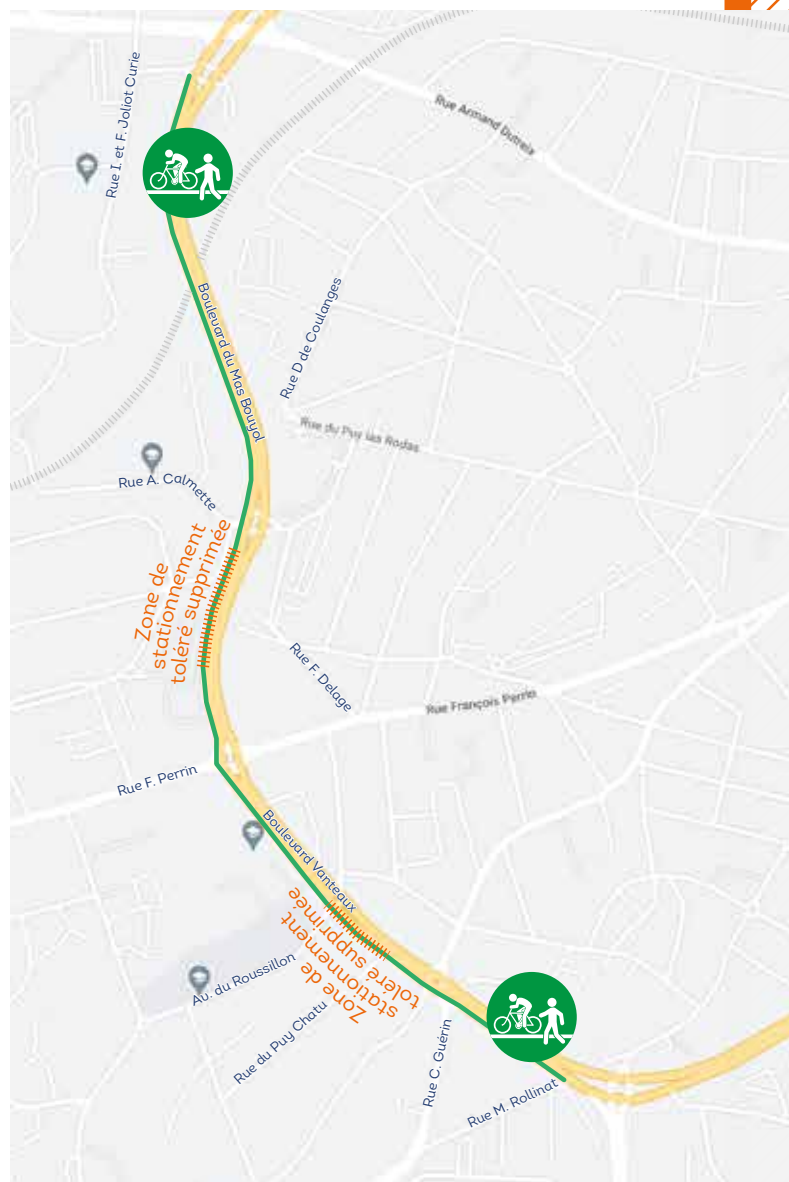 Rue I. et F. Joliot Curie
Rue Armand Dutreix
Boulevard du Mas Bouyol
Rue D de Coulanges
Rue du Puy las Rodas
Rue A. Calmette
Zone de
stationnement
toléré supprimée
Rue F. Delage
Rue François Perrin
Rue F. Perrin
Boulevard Vanteaux
Zone de
stationnement
toléré supprimée
Av. du Roussillon
Rue du Puy Chatu
Rue C. Guérin
Rue M. Rollinat